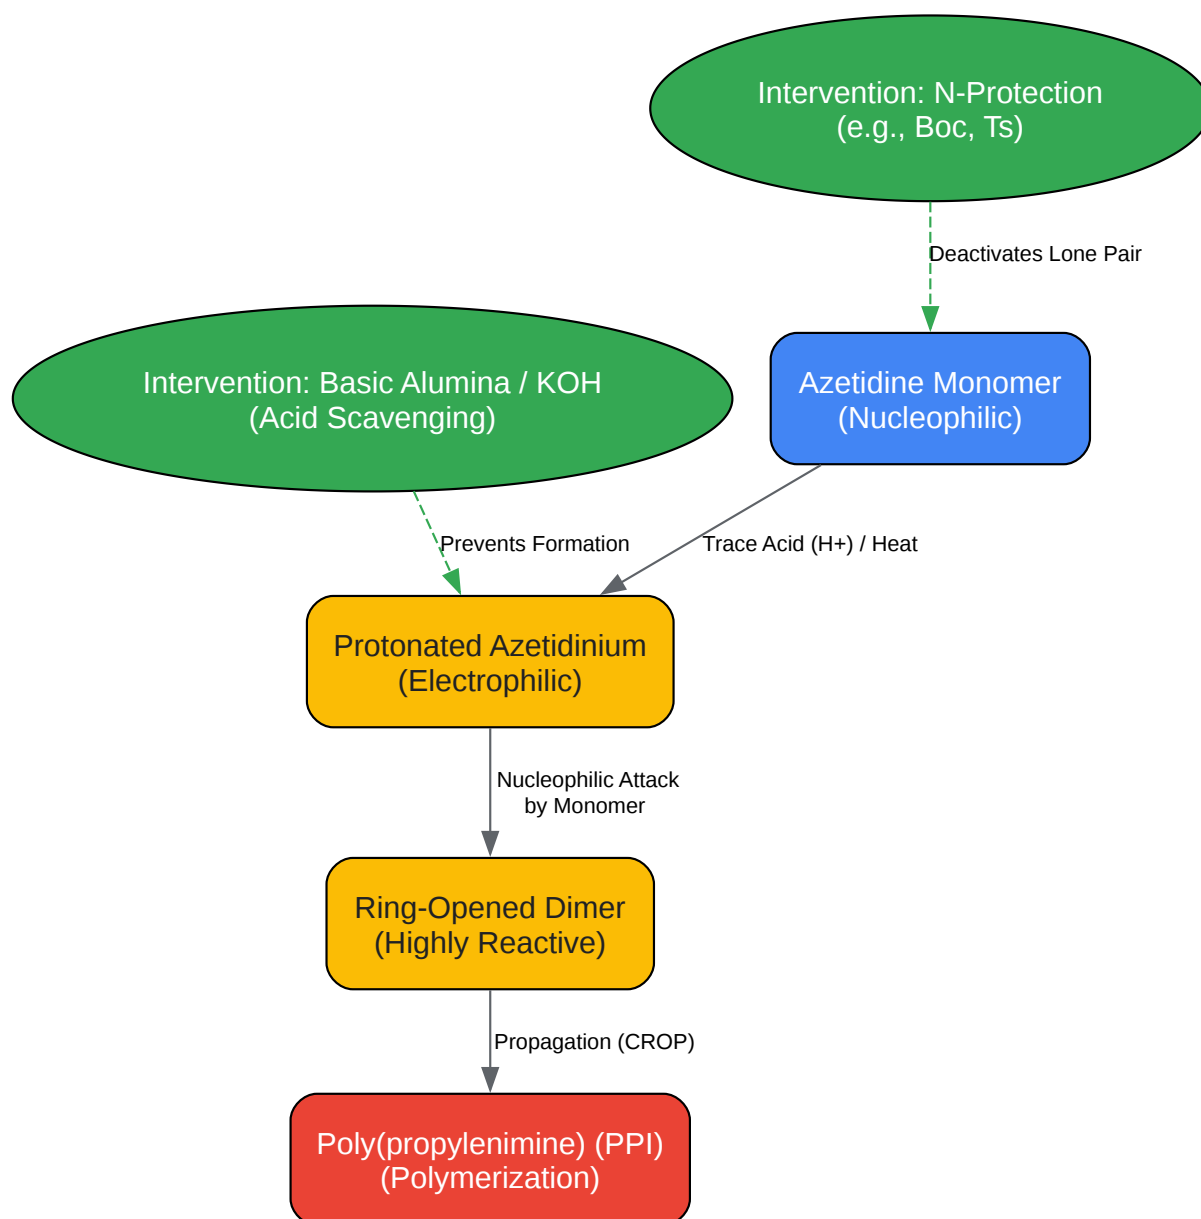 Intervention: N-Protection
(e.g., Boc, Ts)
Deactivates Lone Pair
Azetidine Monomer
(Nucleophilic)
Intervention: Basic Alumina / KOH
(Acid Scavenging)
Prevents Formation
Trace Acid (H+) / Heat
Protonated Azetidinium
(Electrophilic)
Nucleophilic Attack
by Monomer
Ring-Opened Dimer
(Highly Reactive)
Propagation (CROP)
Poly(propylenimine) (PPI)
(Polymerization)